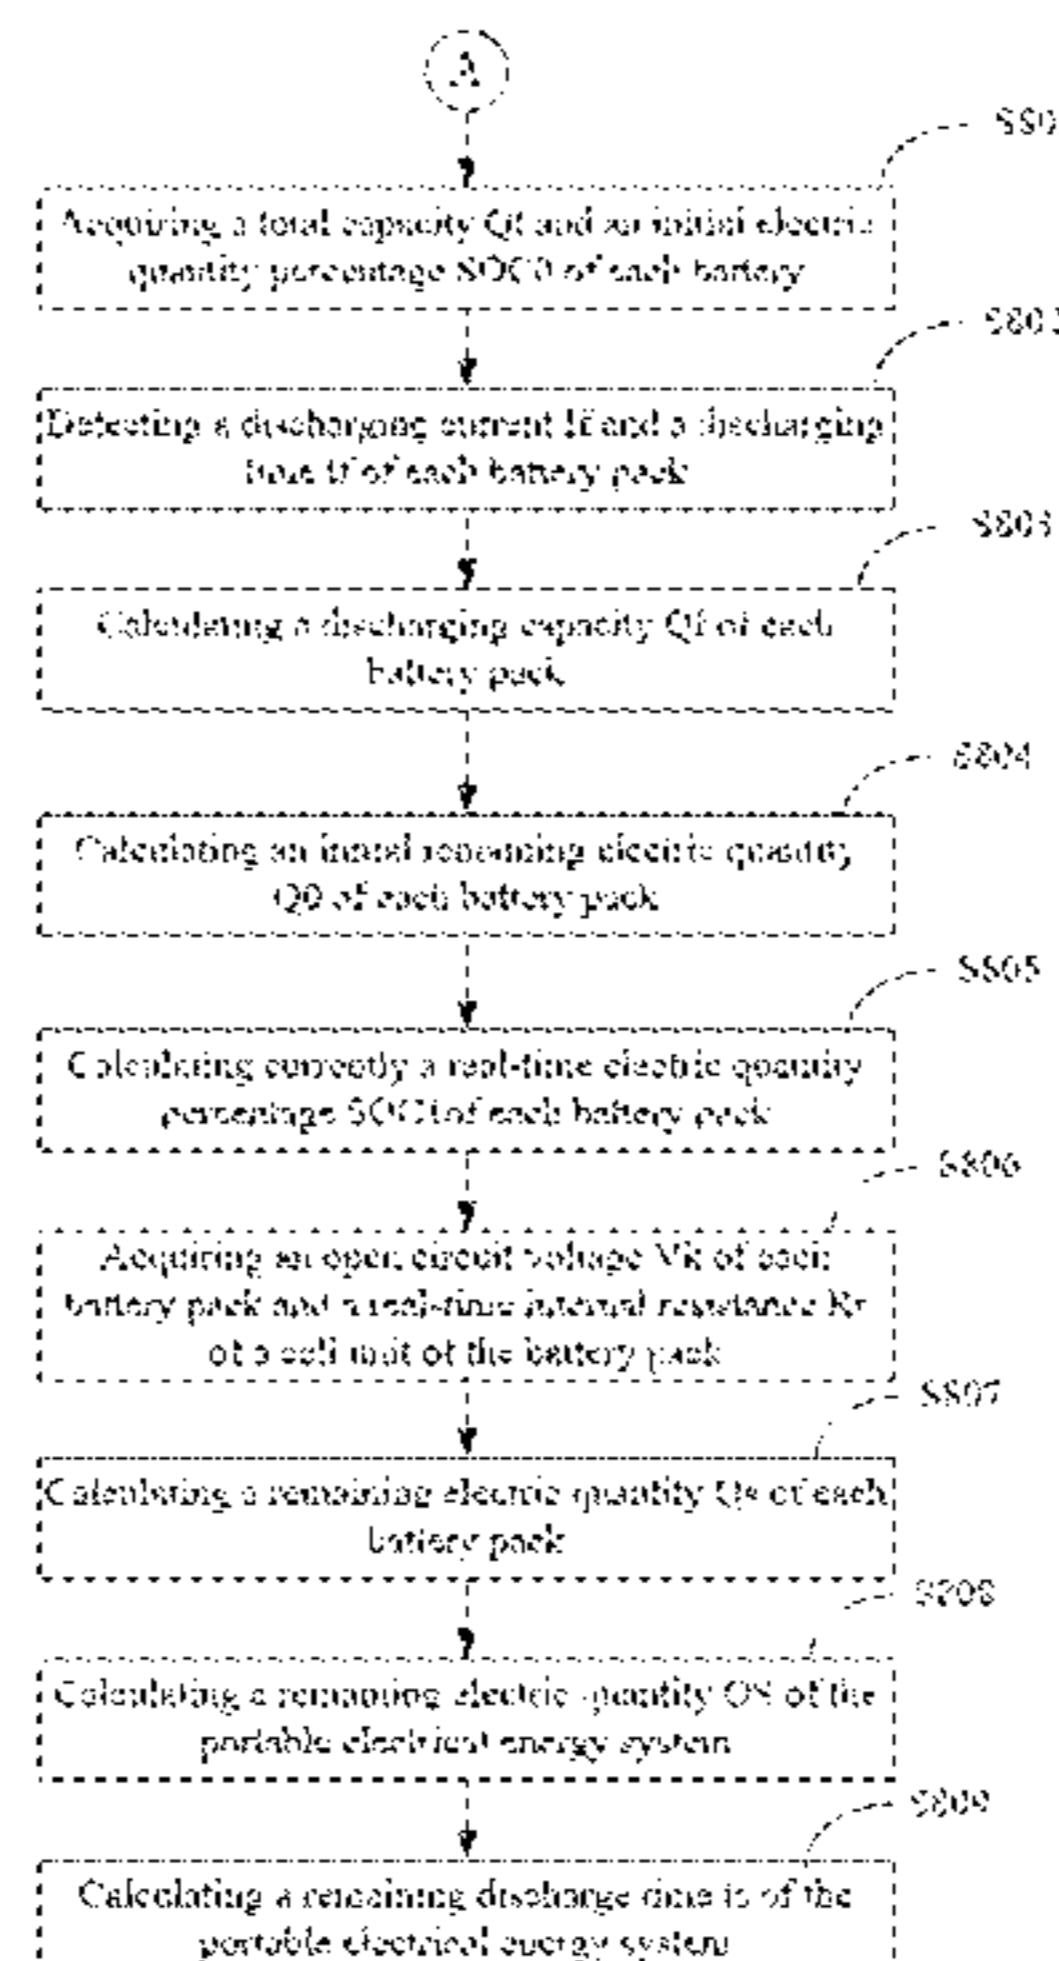 A
S80
Acquiring a total capacity Qt and an initial electric
quantity percentage SOC0 of each battery
S802
Detecting a discharging current If and a discharging
time tf of each battery pack
S803
Calculating a discharging capacity Qf of each
battery pack
S804
Calculating an initial remaining electric quantity
Q0 of each battery pack
S805
Calculating currently a real-time electric quantity
percentage of each battery pack
S806
Acquiring an open circuit voltage Vk of each
battery pack and a real-time internal resistance Rr
of a cell unit of the battery pack
S807
Calculating a remaining electric quantity Qs of each
battery pack
S808
Calculating a remaining electric quantity QS of the
portable electrical energy system
S809
Calculating a remaining discharge time of the
portable electrical energy system